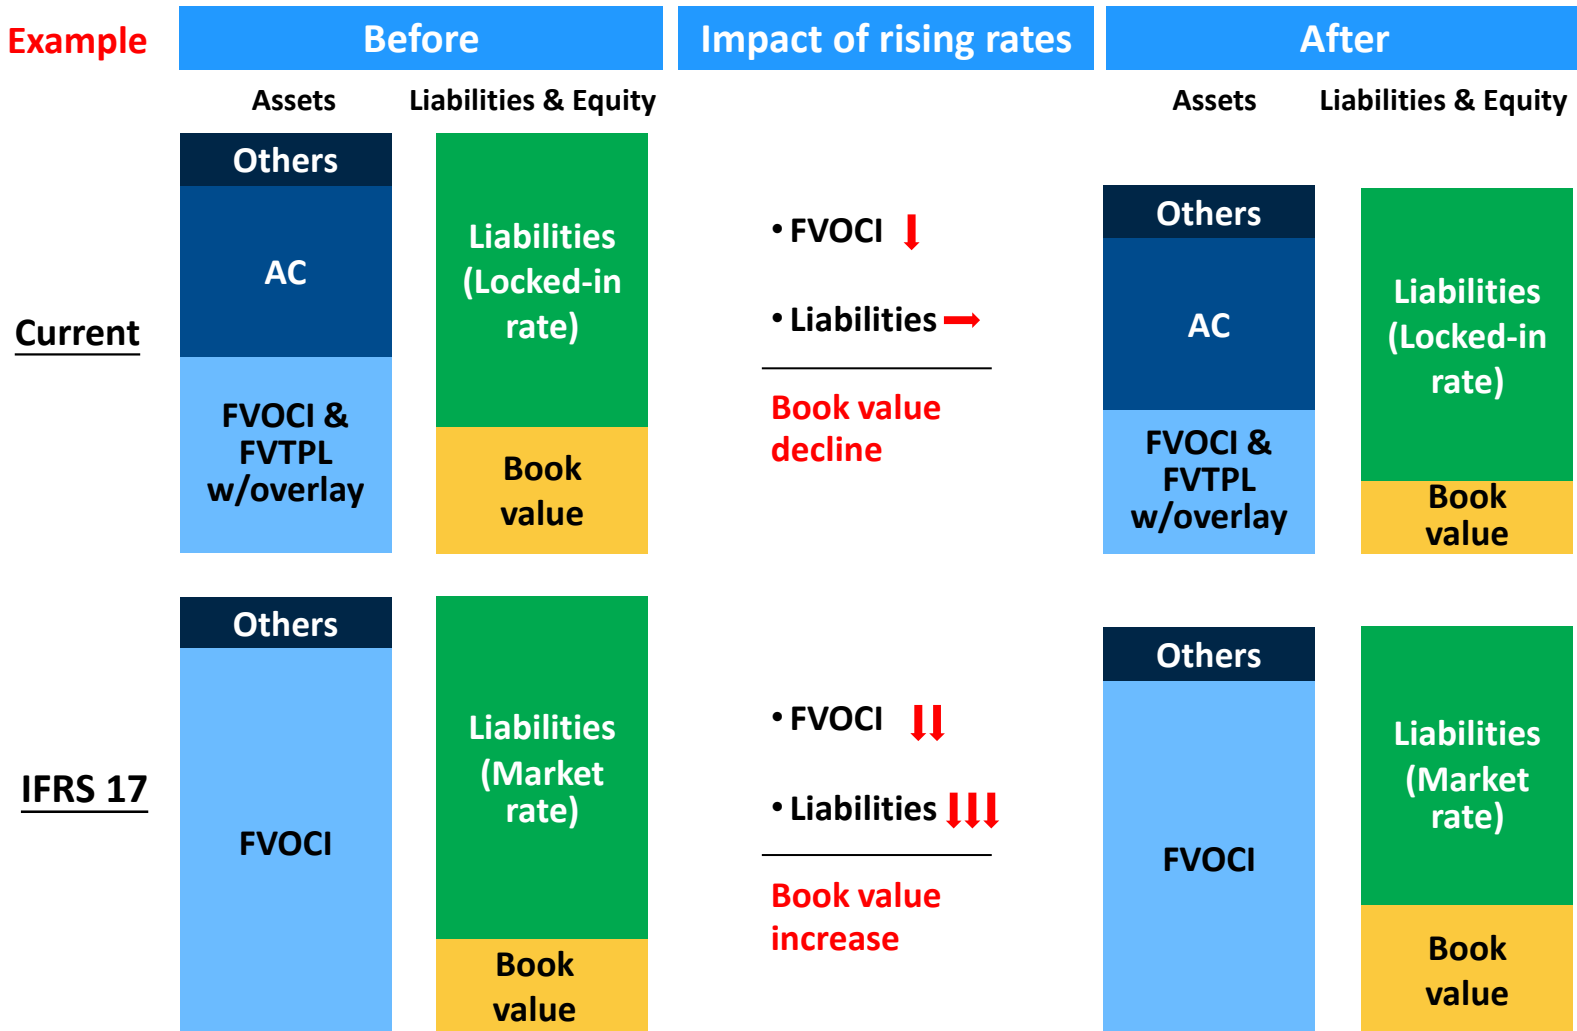 Example
Before
Impact of rising rates
After
Assets
Liabilities & Equity
Assets
Liabilities & Equity
Current
Others
AC
FVOCI &
FVTPL
w/overlay
Liabilities
(Locked-in
rate)
Book
value
• FVOCI
• Liabilities
Book value
decline
Others
AC
FVOCI &
FVTPL
w/overlay
Liabilities
(Locked-in
rate)
Book
value
IFRS 17
Others
FVOCI
Liabilities
(Market
rate)
Book
value
• FVOCI
• Liabilities
Book value
increase
Others
FVOCI
Liabilities
(Market
rate)
Book
value